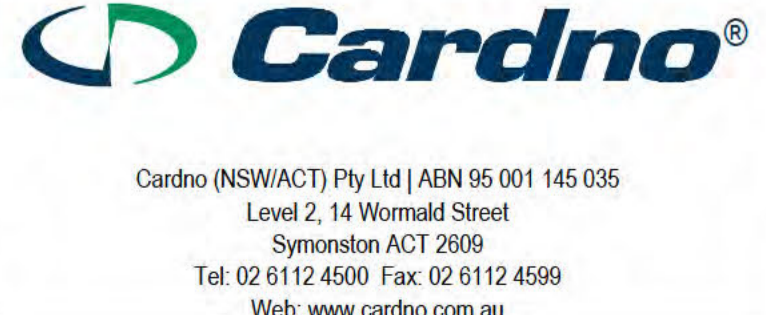 Cardno®
Cardno (NSW/ACT) Pty Ltd | ABN 95 001 145 035
Level 2, 14 Wormald Street
Symonston ACT 2609
Tel: 02 6112 4500 Fax: 02 6112 4599
Web: www.cardno.com.au